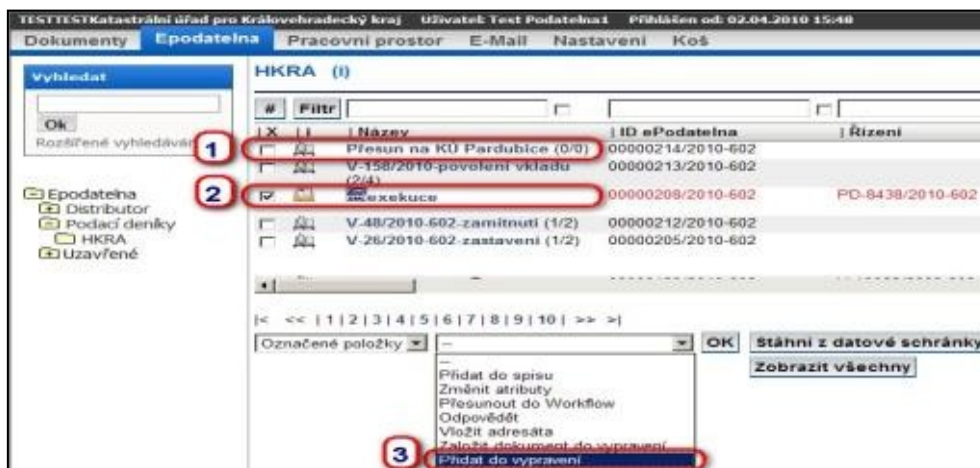 TESTTESTKatastrální úřad pro Královehradecký kraj Uživatel: Test Podatelna1 Přihlášen od: 02.04.2010 15:40
Dokumenty Epodatelna Pracovní prostor E-Mail Nastavení Koš
Vyhledat
Ok
Rozšířené vyhledávání
Epodatelna
Distributor
Podací deníky
HKRA
Uzavřené
HKRA (i)
# Filtr
| X | | | Název | ID ePodatelna | Řízení
1 Přesun na KÚ Pardubice (0/0) 00000214/2010-602
V-158/2010-povolení vkladu (2/4) 00000213/2010-602
2 exekuce 00000208/2010-602 PD-8438/2010-602
V-48/2010-602-zamítnutí (1/2) 00000212/2010-602
V-26/2010-602-zastavení (1/2) 00000205/2010-602
|< << | 1 | 2 | 3 | 4 | 5 | 6 | 7 | 8 | 9 | 10 | >> >|
Označené položky -- OK Stáhni z datové schránky
Zobrazit všechny
--
Přidat do spisu
Změnit atributy
Přesunout do Workflow
Odpovědět
Vložit adresáta
Založit dokument do vypravení
3 Přidat do vypravení